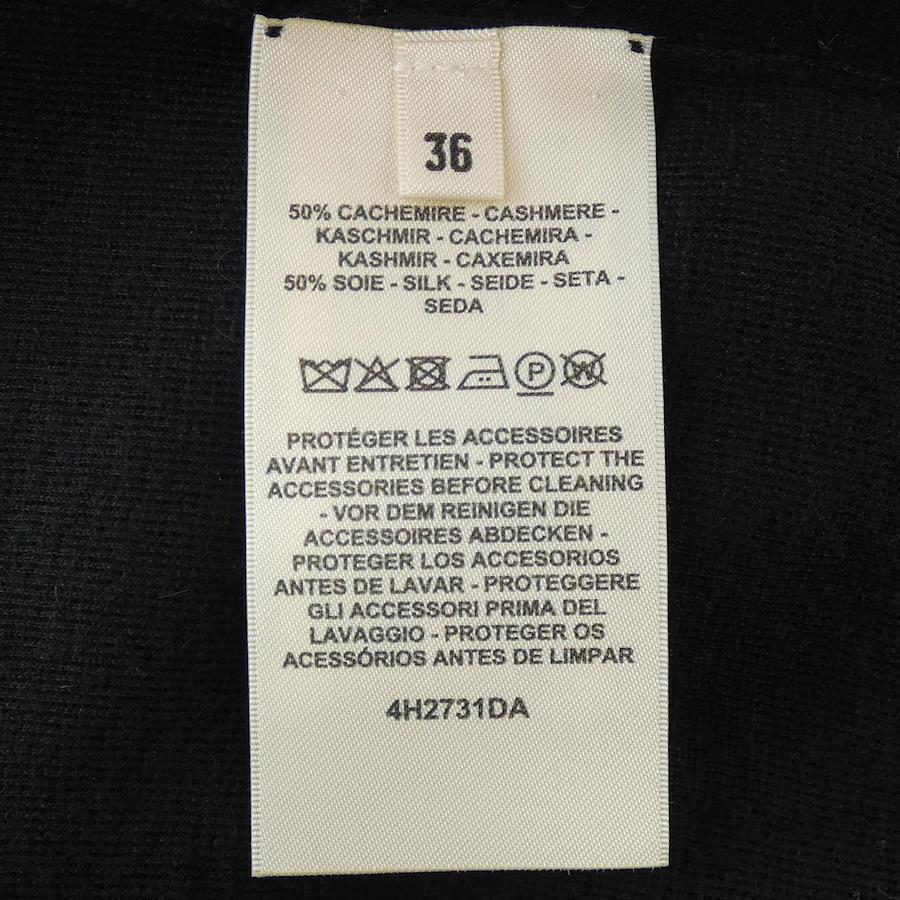 36
50% CACHEMIRE - CASHMERE -
KASCHMIR - CACHEMIRA -
KASHMIR - CAXEMIRA
50% SOIE - SILK - SEIDE - SETA -
SEDA
P W
PROTÉGER LES ACCESSOIRES
AVANT ENTRETIEN - PROTECT THE
ACCESSORIES BEFORE CLEANING
- VOR DEM REINIGEN DIE
ACCESSOIRES ABDECKEN -
PROTEGER LOS ACCESORIOS
ANTES DE LAVAR - PROTEGGERE
GLI ACCESSORI PRIMA DEL
LAVAGGIO - PROTEGER OS
ACESSÓRIOS ANTES DE LIMPAR
4H2731DA